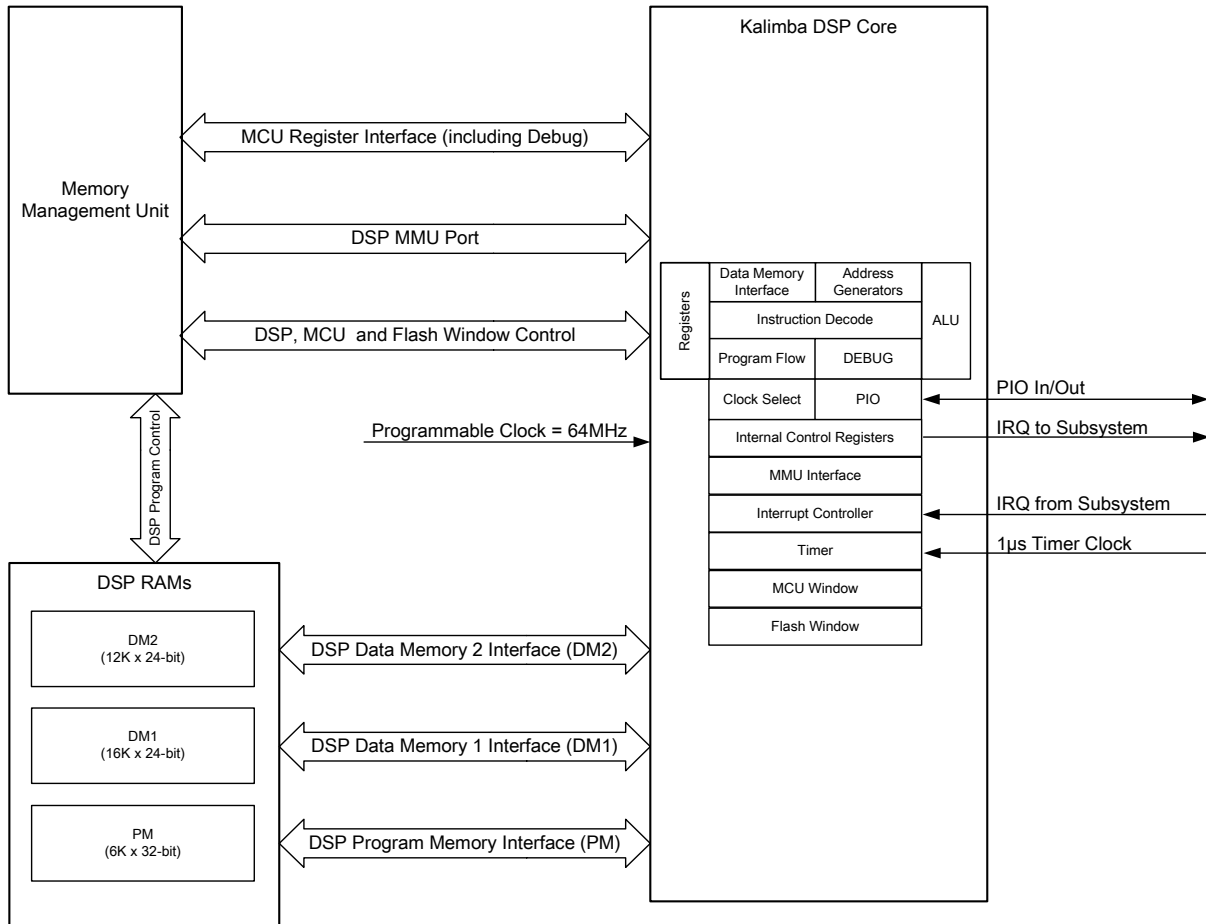 Kalimba DSP Core
Memory
Management Unit
MCU Register Interface (including Debug)
DSP MMU Port
DSP, MCU and Flash Window Control
Registers
Data Memory
Interface
Address
Generators
ALU
Instruction Decode
Program Flow
DEBUG
Clock Select
PIO
PIO In/Out
Programmable Clock = 64MHz
Internal Control Registers
IRQ to Subsystem
MMU Interface
Interrupt Controller
IRQ from Subsystem
Timer
1µs Timer Clock
MCU Window
Flash Window
DSP Program Control
DSP RAMs
DM2
(12K x 24-bit)
DSP Data Memory 2 Interface (DM2)
DM1
(16K x 24-bit)
DSP Data Memory 1 Interface (DM1)
PM
(6K x 32-bit)
DSP Program Memory Interface (PM)